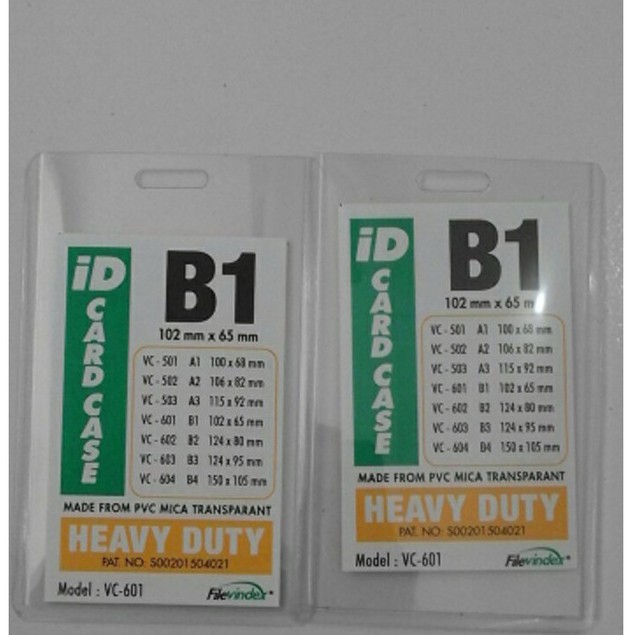 iD CARD CASE
B1
102 mm x 65 mm
VC - 501 A1 100 x 68 mm
VC - 502 A2 106 x 82 mm
VC - 503 A3 115 x 92 mm
VC - 601 B1 102 x 65 mm
VC - 602 B2 124 x 80 mm
VC - 603 B3 124 x 95 mm
VC - 604 B4 150 x 105 mm
MADE FROM PVC MICA TRANSPARANT
HEAVY DUTY
PAT. NO: S00201504021
Model : VC-601
Filevindex
iD CARD CASE
B1
102 mm x 65 m
VC - 501 A1 100 x 68 mm
VC - 502 A2 106 x 82 mm
VC - 503 A3 115 x 92 mm
VC - 601 B1 102 x 65 mm
VC - 602 B2 124 x 80 mm
VC - 603 B3 124 x 95 mm
VC - 604 B4 150 x 105 mm
MADE FROM PVC MICA TRANSPARANT
HEAVY DUTY
PAT. NO: S00201504021
Model : VC-601
Filevindex